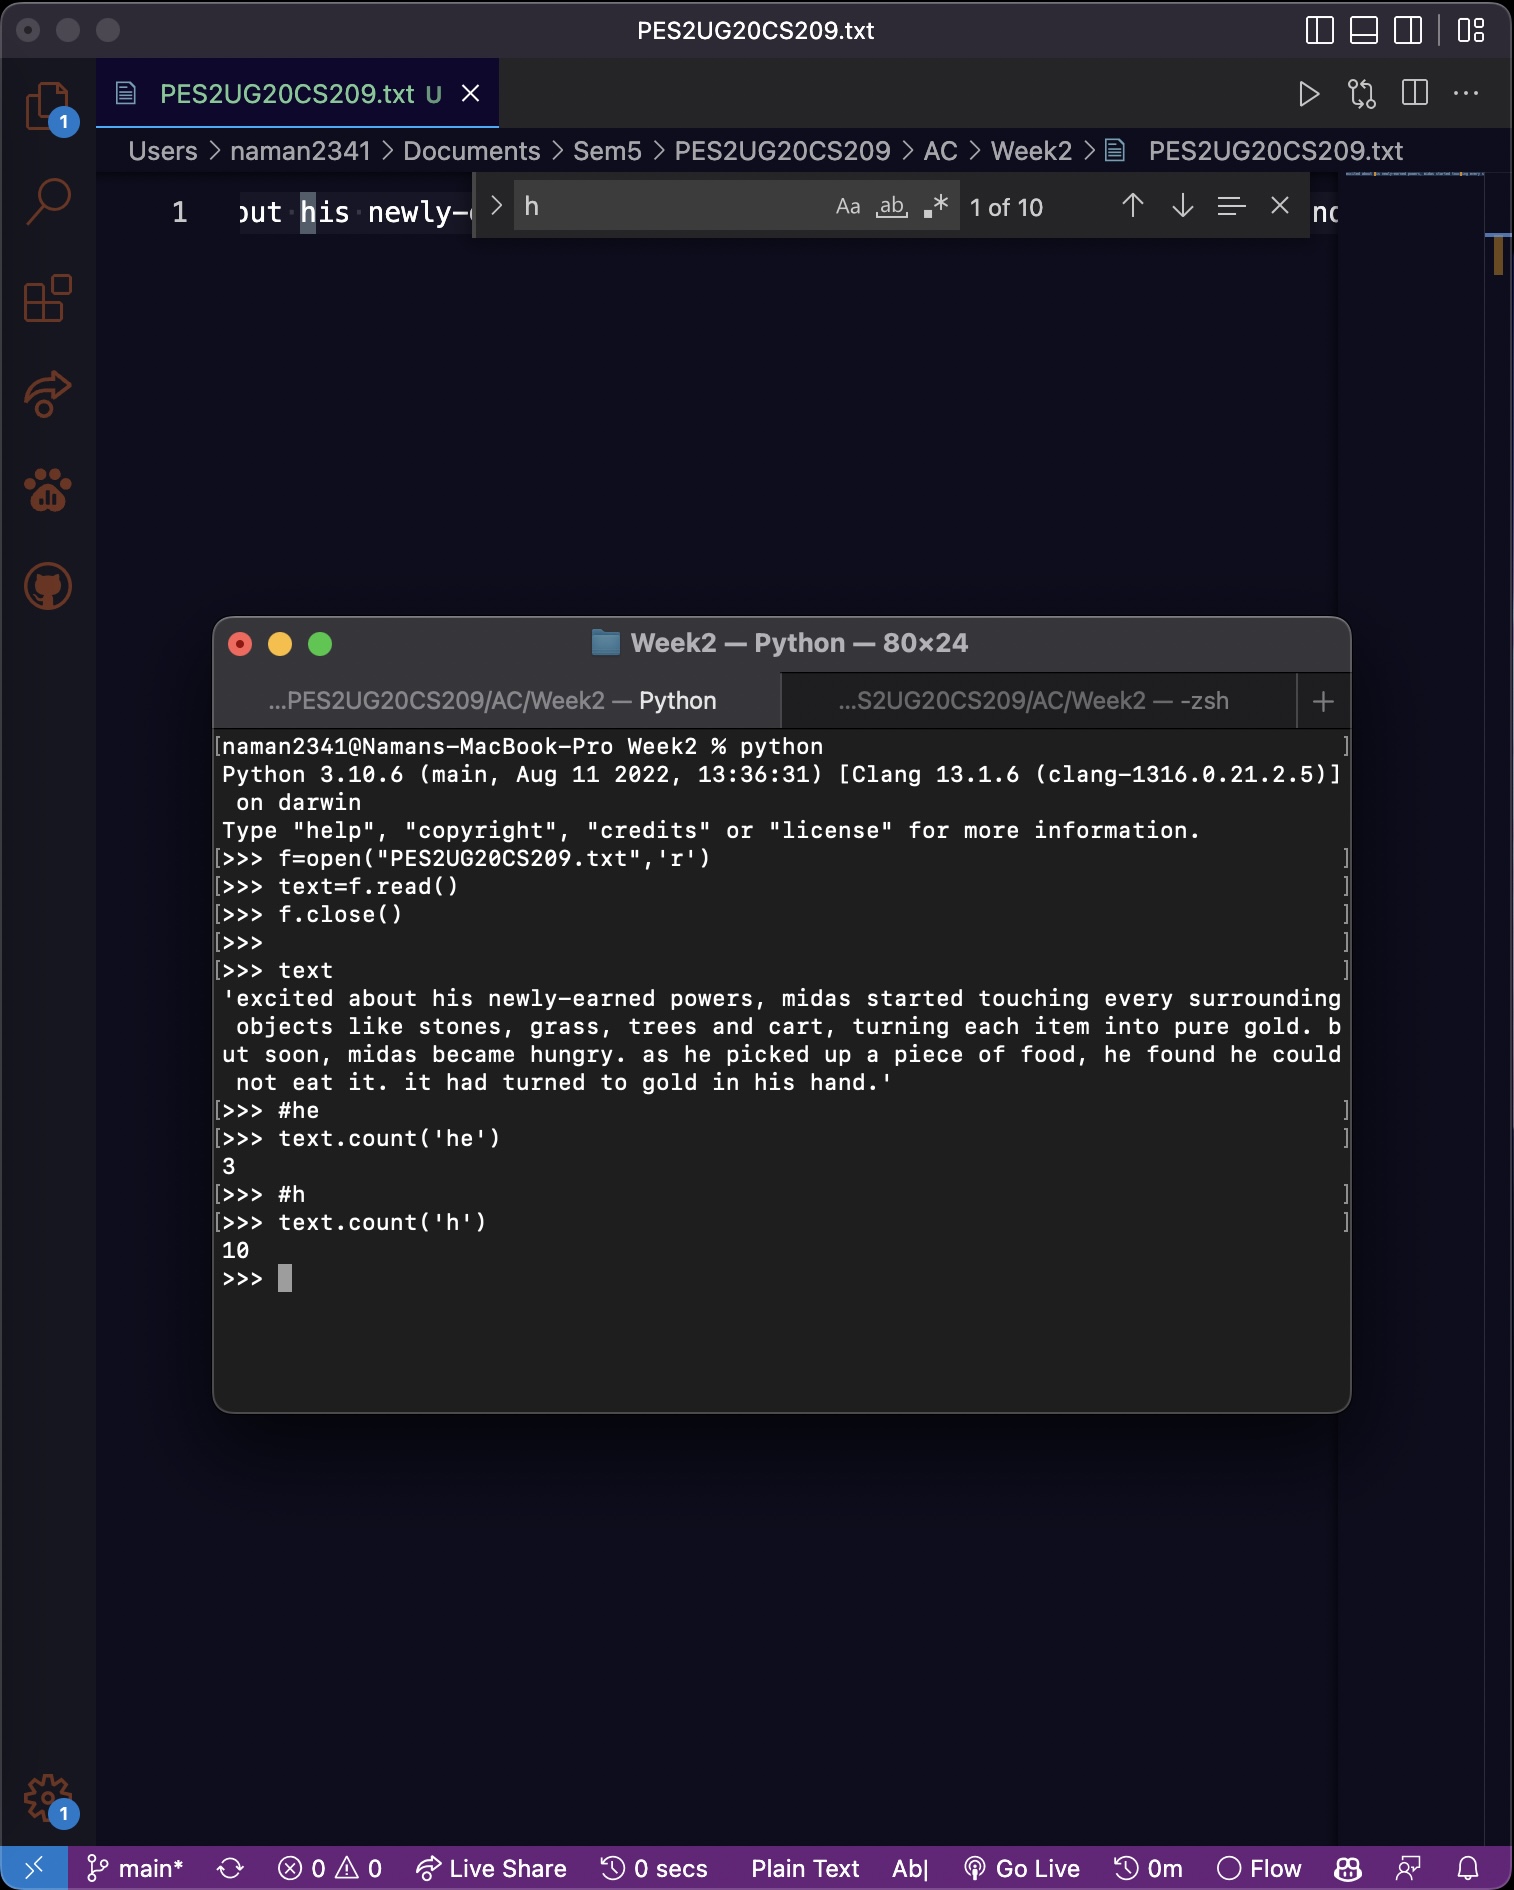 PES2UG20CS209.txt
1
PES2UG20CS209.txt U
Users > naman2341 > Documents > Sem5 > PES2UG20CS209 > AC > Week2 > PES2UG20CS209.txt
1 out his newly-
h Aa ab .* 1 of 10
Week2 — Python — 80×24
...PES2UG20CS209/AC/Week2 — Python ...S2UG20CS209/AC/Week2 — -zsh +
[naman2341@Namans-MacBook-Pro Week2 % python ]
Python 3.10.6 (main, Aug 11 2022, 13:36:31) [Clang 13.1.6 (clang-1316.0.21.2.5)]
on darwin
Type "help", "copyright", "credits" or "license" for more information.
[>>> f=open("PES2UG20CS209.txt",'r') ]
[>>> text=f.read() ]
[>>> f.close() ]
[>>> ]
[>>> text ]
'excited about his newly-earned powers, midas started touching every surrounding
objects like stones, grass, trees and cart, turning each item into pure gold. b
ut soon, midas became hungry. as he picked up a piece of food, he found he could
not eat it. it had turned to gold in his hand.'
[>>> #he ]
[>>> text.count('he') ]
3
[>>> #h ]
[>>> text.count('h') ]
10
>>>
1
main* 0 0 Live Share 0 secs Plain Text Ab| Go Live 0m Flow